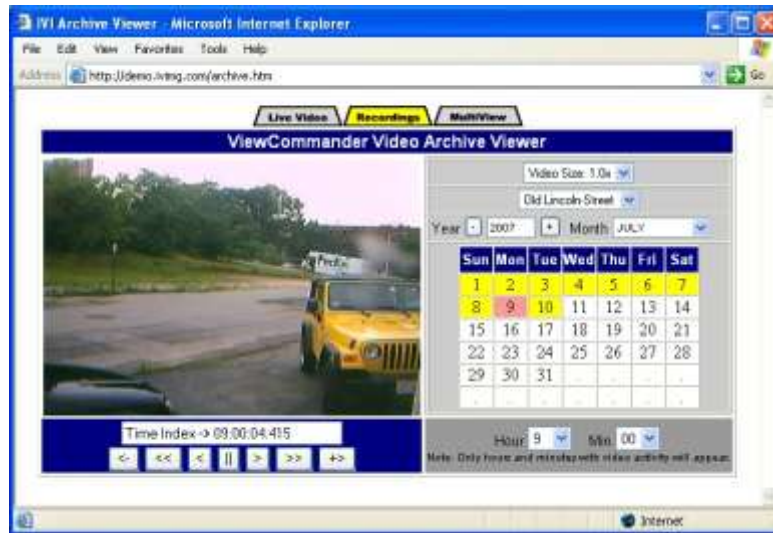 IVI Archive Viewer - Microsoft Internet Explorer
File Edit View Favorites Tools Help
Address http://demo.ivimg.com/archive.htm Go
Live Video Recordings MultiView
ViewCommander Video Archive Viewer
Video Size: 1.0x
Old Lincoln Street
Year - 2007 + Month JULY
Sun Mon Tue Wed Thu Fri Sat
1 2 3 4 5 6 7
8 9 10 11 12 13 14
15 16 17 18 19 20 21
22 23 24 25 26 27 28
29 30 31 . . . .
. . . . . . .
Time Index -> 09:00:04.415
<- << < || > >> +>
Hour 9 Min 00
Note: Only hours and minutes with video activity will appear.
Internet